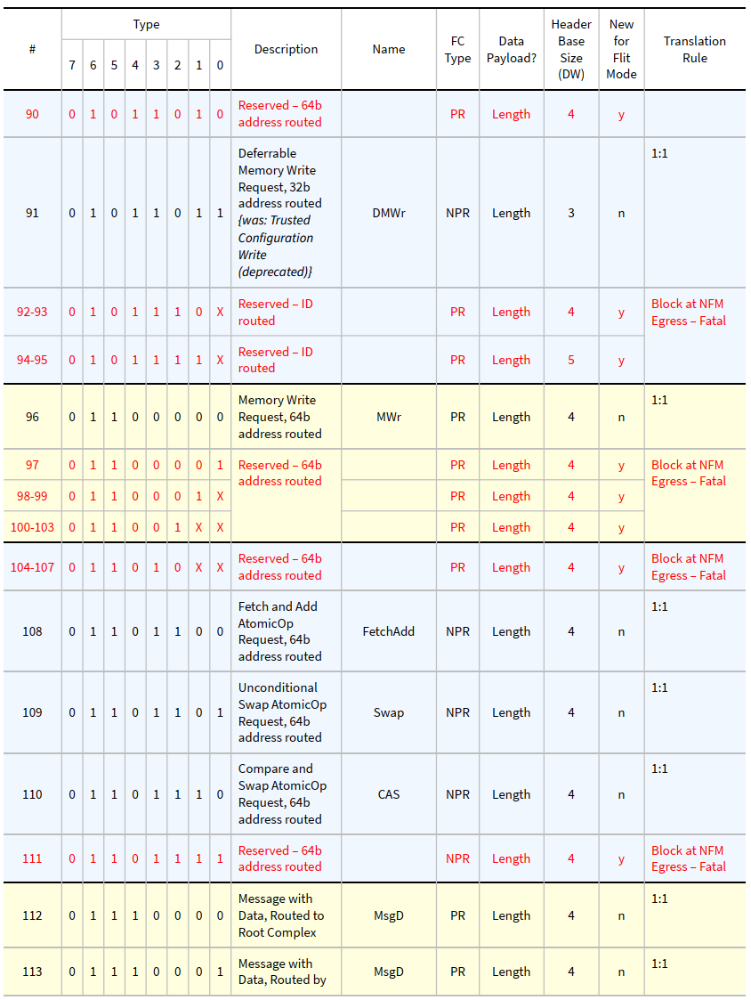 # Type Description Name FC Type Data Payload? Header Base Size (DW) New for Flit Mode Translation Rule
7 6 5 4 3 2 1 0
90 0 1 0 1 1 0 1 0 Reserved – 64b address routed PR Length 4 y
91 0 1 0 1 1 0 1 1 Deferrable Memory Write Request, 32b address routed {was: Trusted Configuration Write (deprecated)} DMWr NPR Length 3 n 1:1
92-93 0 1 0 1 1 1 0 X Reserved – ID routed PR Length 4 y Block at NFM Egress – Fatal
94-95 0 1 0 1 1 1 1 X Reserved – ID routed PR Length 5 y
96 0 1 1 0 0 0 0 0 Memory Write Request, 64b address routed MWr PR Length 4 n 1:1
97 0 1 1 0 0 0 0 1 Reserved – 64b address routed PR Length 4 y Block at NFM Egress – Fatal
98-99 0 1 1 0 0 0 1 X PR Length 4 y
100-103 0 1 1 0 0 1 X X PR Length 4 y
104-107 0 1 1 0 1 0 X X Reserved – 64b address routed PR Length 4 y Block at NFM Egress – Fatal
108 0 1 1 0 1 1 0 0 Fetch and Add AtomicOp Request, 64b address routed FetchAdd NPR Length 4 n 1:1
109 0 1 1 0 1 1 0 1 Unconditional Swap AtomicOp Request, 64b address routed Swap NPR Length 4 n 1:1
110 0 1 1 0 1 1 1 0 Compare and Swap AtomicOp Request, 64b address routed CAS NPR Length 4 n 1:1
111 0 1 1 0 1 1 1 1 Reserved – 64b address routed NPR Length 4 y Block at NFM Egress – Fatal
112 0 1 1 1 0 0 0 0 Message with Data, Routed to Root Complex MsgD PR Length 4 n 1:1
113 0 1 1 1 0 0 0 1 Message with Data, Routed by MsgD PR Length 4 n 1:1